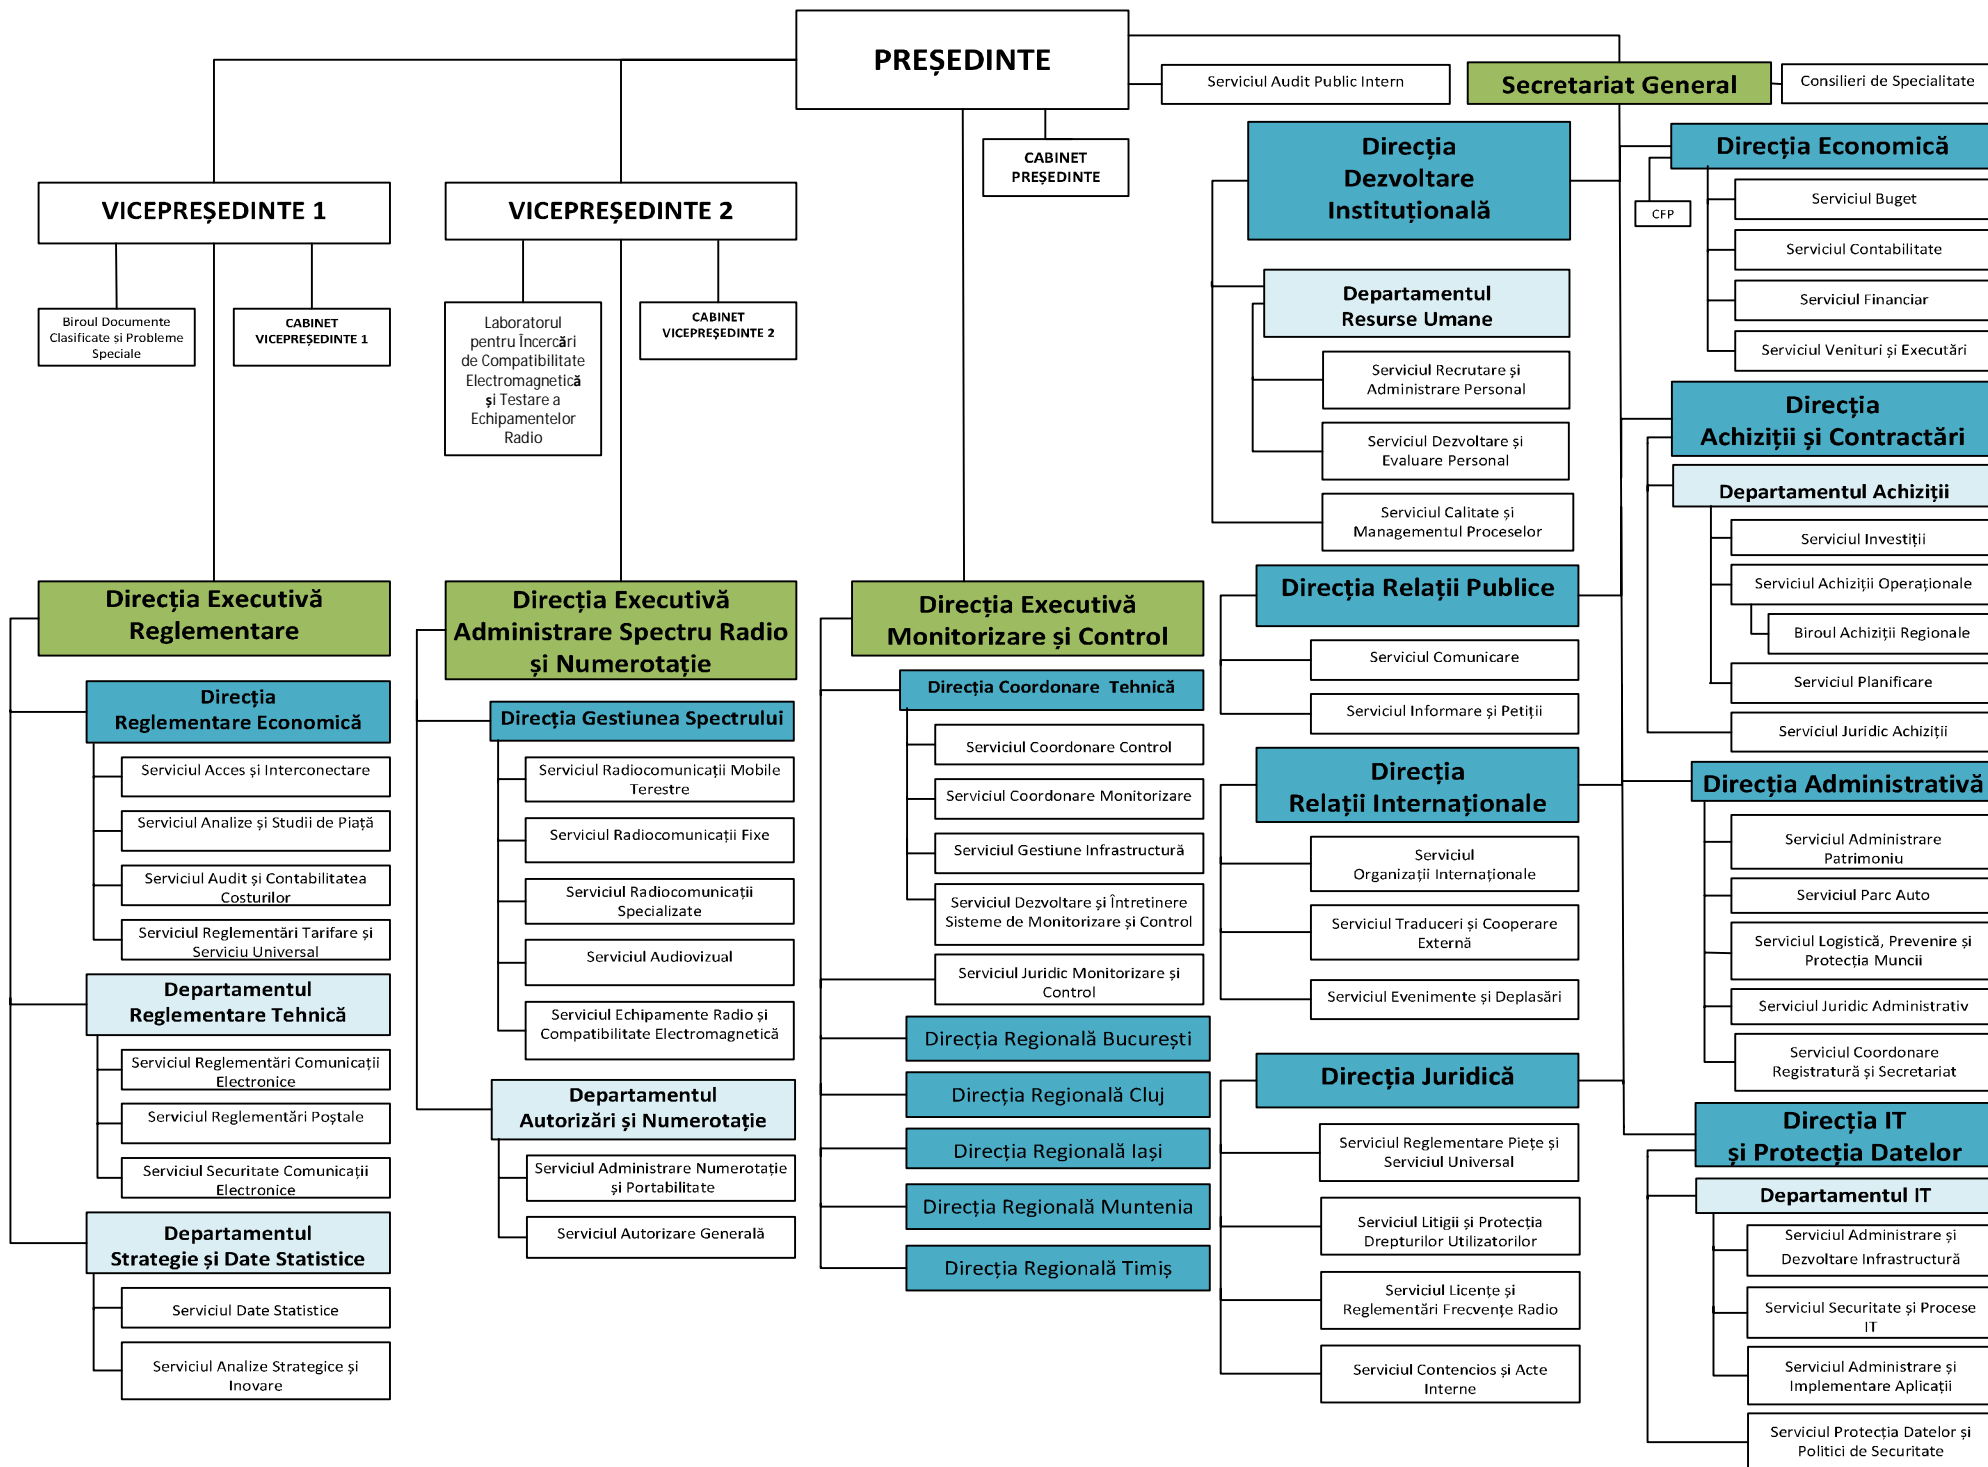 PREȘEDINTE
Serviciul Audit Public Intern
Secretariat General
Consilieri de Specialitate
CABINET
PREȘEDINTE
VICEPREȘEDINTE 1
Biroul Documente
Clasificate și Probleme
Speciale
CABINET
VICEPREȘEDINTE 1
VICEPREȘEDINTE 2
Laboratorul
pentru Încercări
de Compatibilitate
Electromagnetică
și Testare a
Echipamentelor
Radio
CABINET
VICEPREȘEDINTE 2
Direcția Executivă
Reglementare
Direcția
Reglementare Economică
Serviciul Acces și Interconectare
Serviciul Analize și Studii de Piață
Serviciul Audit și Contabilitatea
Costurilor
Serviciul Reglementări Tarifare și
Serviciu Universal
Departamentul
Reglementare Tehnică
Serviciul Reglementări Comunicații
Electronice
Serviciul Reglementări Poștale
Serviciul Securitate Comunicații
Electronice
Departamentul
Strategie și Date Statistice
Serviciul Date Statistice
Serviciul Analize Strategice și
Inovare
Direcția Executivă
Administrare Spectru Radio
și Numerotație
Direcția Gestiunea Spectrului
Serviciul Radiocomunicații Mobile
Terestre
Serviciul Radiocomunicații Fixe
Serviciul Radiocomunicații
Specializate
Serviciul Audiovizual
Serviciul Echipamente Radio și
Compatibilitate Electromagnetică
Departamentul
Autorizări și Numerotație
Serviciul Administrare Numerotație
și Portabilitate
Serviciul Autorizare Generală
Direcția Executivă
Monitorizare și Control
Direcția Coordonare Tehnică
Serviciul Coordonare Control
Serviciul Coordonare Monitorizare
Serviciul Gestiune Infrastructură
Serviciul Dezvoltare și Întretinere
Sisteme de Monitorizare și Control
Serviciul Juridic Monitorizare și
Control
Direcția Regională București
Direcția Regională Cluj
Direcția Regională Iași
Direcția Regională Muntenia
Direcția Regională Timiș
Direcția
Dezvoltare
Instituțională
Departamentul
Resurse Umane
Serviciul Recrutare și
Administrare Personal
Serviciul Dezvoltare și
Evaluare Personal
Serviciul Calitate și
Managementul Proceselor
Direcția Relații Publice
Serviciul Comunicare
Serviciul Informare și Petiții
Direcția
Relații Internaționale
Serviciul
Organizații Internaționale
Serviciul Traduceri și Cooperare
Externă
Serviciul Evenimente și Deplasări
Direcția Juridică
Serviciul Reglementare Piețe și
Serviciul Universal
Serviciul Litigii și Protecția
Drepturilor Utilizatorilor
Serviciul Licențe și
Reglementări Frecvențe Radio
Serviciul Contencios și Acte
Interne
Direcția Economică
CFP
Serviciul Buget
Serviciul Contabilitate
Serviciul Financiar
Serviciul Venituri și Executări
Direcția
Achiziții și Contractări
Departamentul Achiziții
Serviciul Investiții
Serviciul Achiziții Operaționale
Biroul Achiziții Regionale
Serviciul Planificare
Serviciul Juridic Achiziții
Direcția Administrativă
Serviciul Administrare
Patrimoniu
Serviciul Parc Auto
Serviciul Logistică, Prevenire și
Protecția Muncii
Serviciul Juridic Administrativ
Serviciul Coordonare
Registratură și Secretariat
Direcția IT
și Protecția Datelor
Departamentul IT
Serviciul Administrare și
Dezvoltare Infrastructură
Serviciul Securitate și Procese
IT
Serviciul Administrare și
Implementare Aplicații
Serviciul Protecția Datelor și
Politici de Securitate